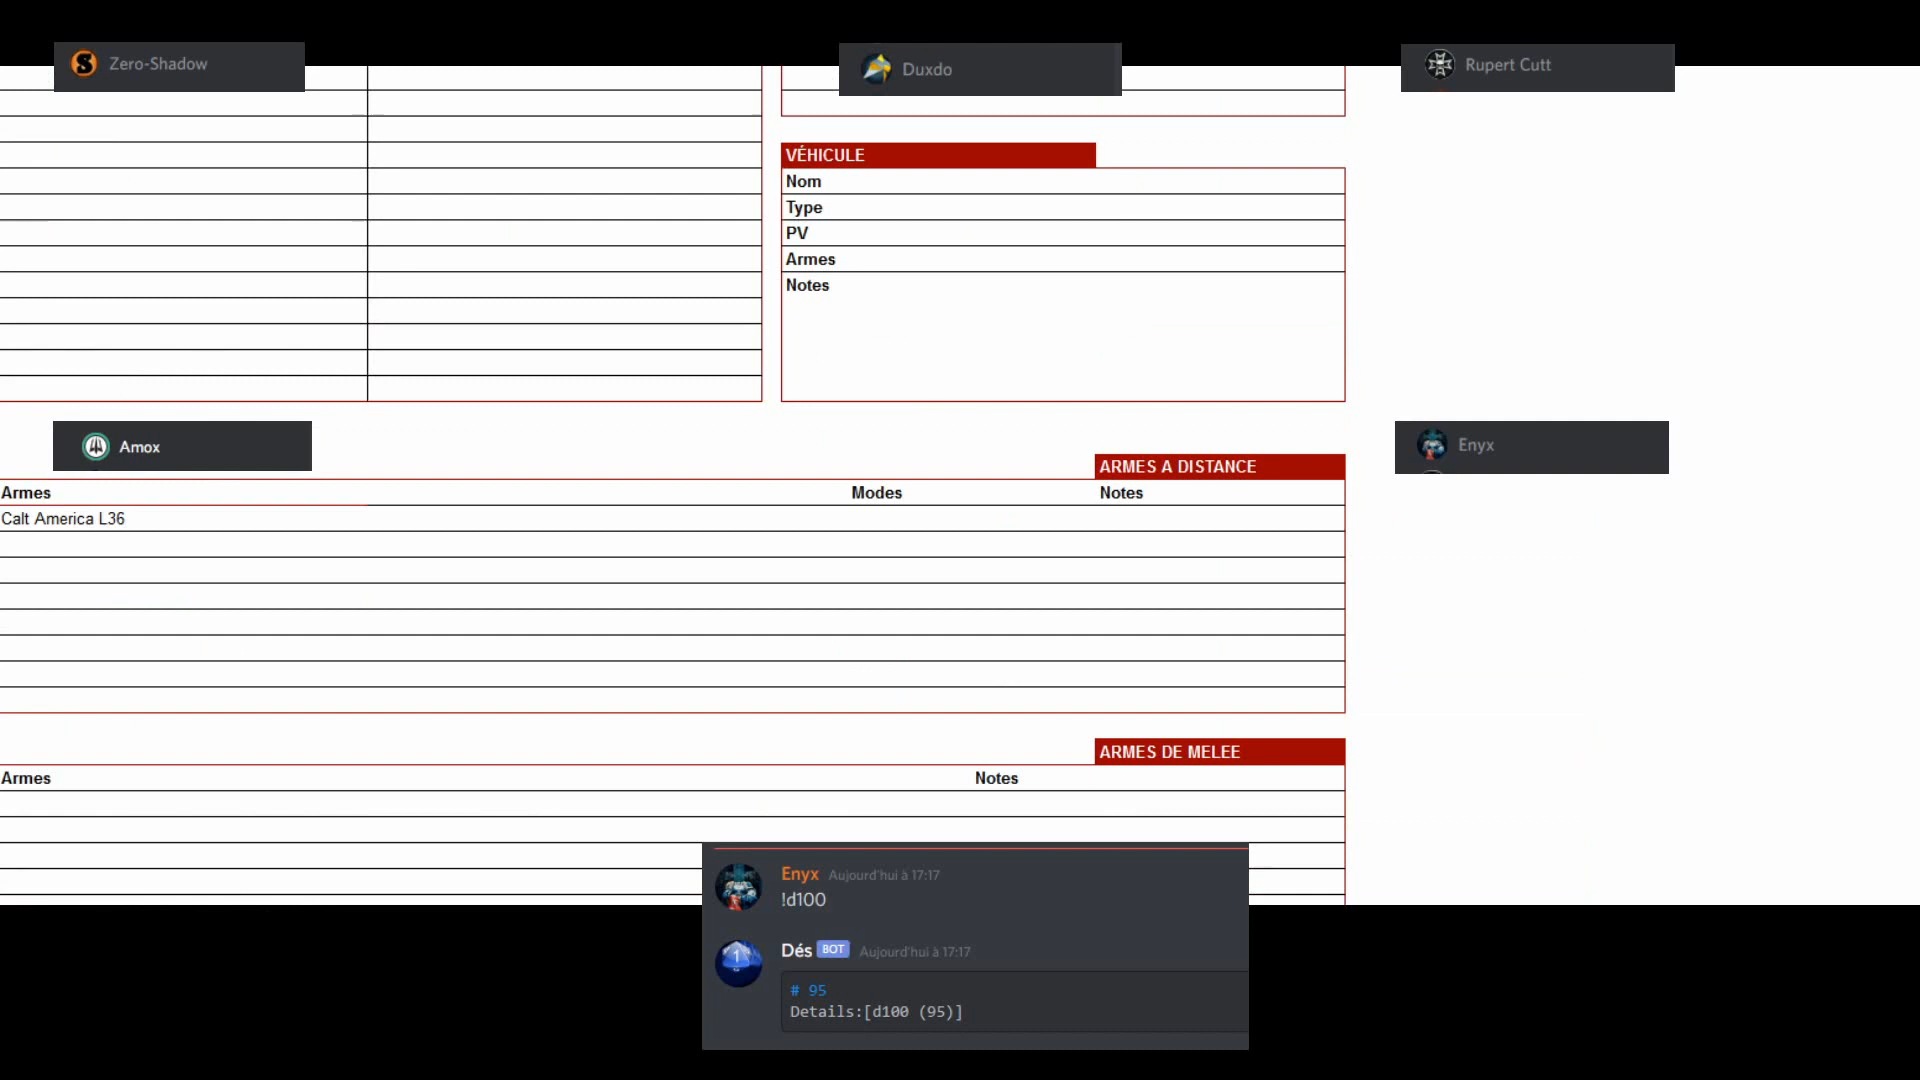 Zero-Shadow
Duxdo
Rupert Cutt
VÉHICULE
Nom
Type
PV
Armes
Notes
Amox
Enyx
ARMES A DISTANCE
Armes Modes Notes
Calt America L36
ARMES DE MELEE
Armes Notes
Enyx Aujourd'hui à 17:17
!d100
Dés BOT Aujourd'hui à 17:17
# 95
Details:[d100 (95)]